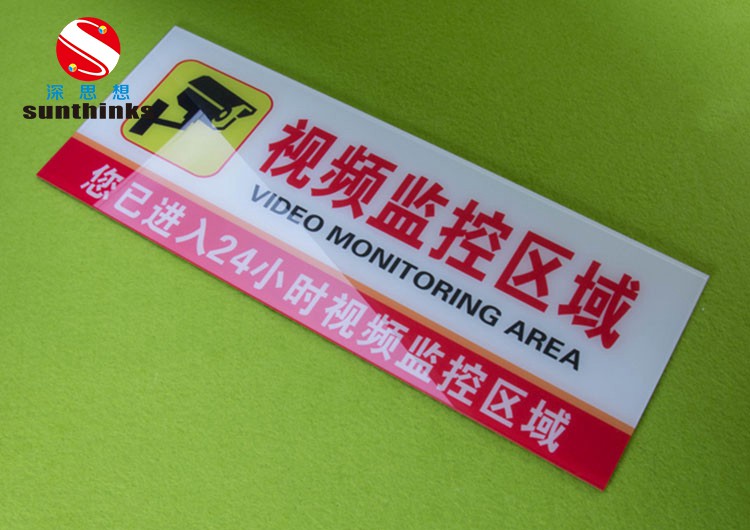 深思想
sunthinks
视频监控区域
VIDEO MONITORING AREA
您已进入24小时视频监控区域